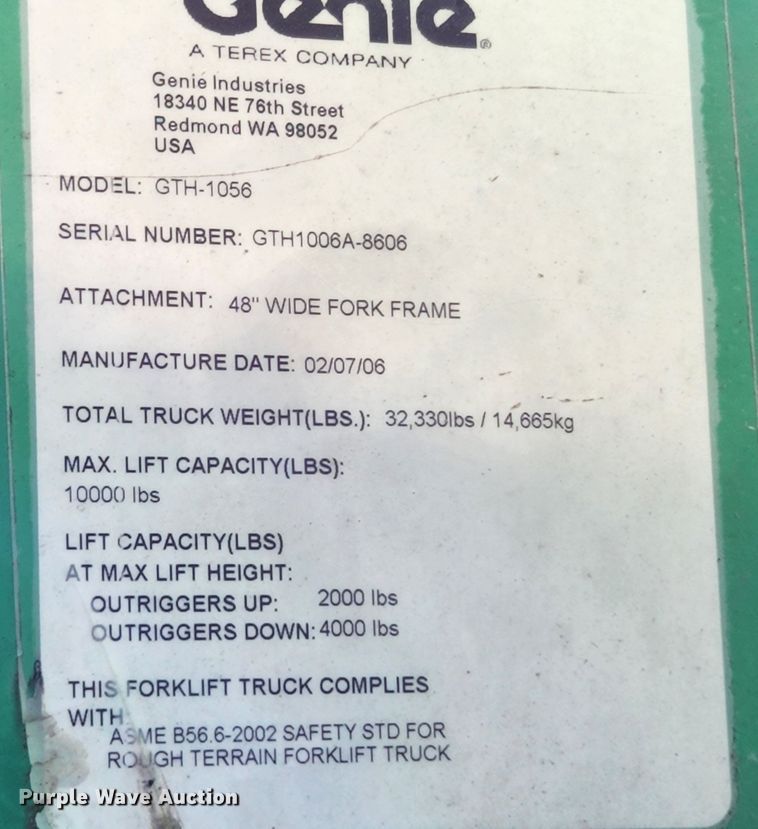 Genie®
A TEREX COMPANY
Genie Industries
18340 NE 76th Street
Redmond WA 98052
USA
MODEL: GTH-1056
SERIAL NUMBER: GTH1006A-8606
ATTACHMENT: 48" WIDE FORK FRAME
MANUFACTURE DATE: 02/07/06
TOTAL TRUCK WEIGHT(LBS.): 32,330lbs / 14,665kg
MAX. LIFT CAPACITY(LBS):
10000 lbs
LIFT CAPACITY(LBS)
AT MAX LIFT HEIGHT:
OUTRIGGERS UP: 2000 lbs
OUTRIGGERS DOWN: 4000 lbs
THIS FORKLIFT TRUCK COMPLIES
WITH:
ASME B56.6-2002 SAFETY STD FOR
ROUGH TERRAIN FORKLIFT TRUCK
Purple Wave Auction